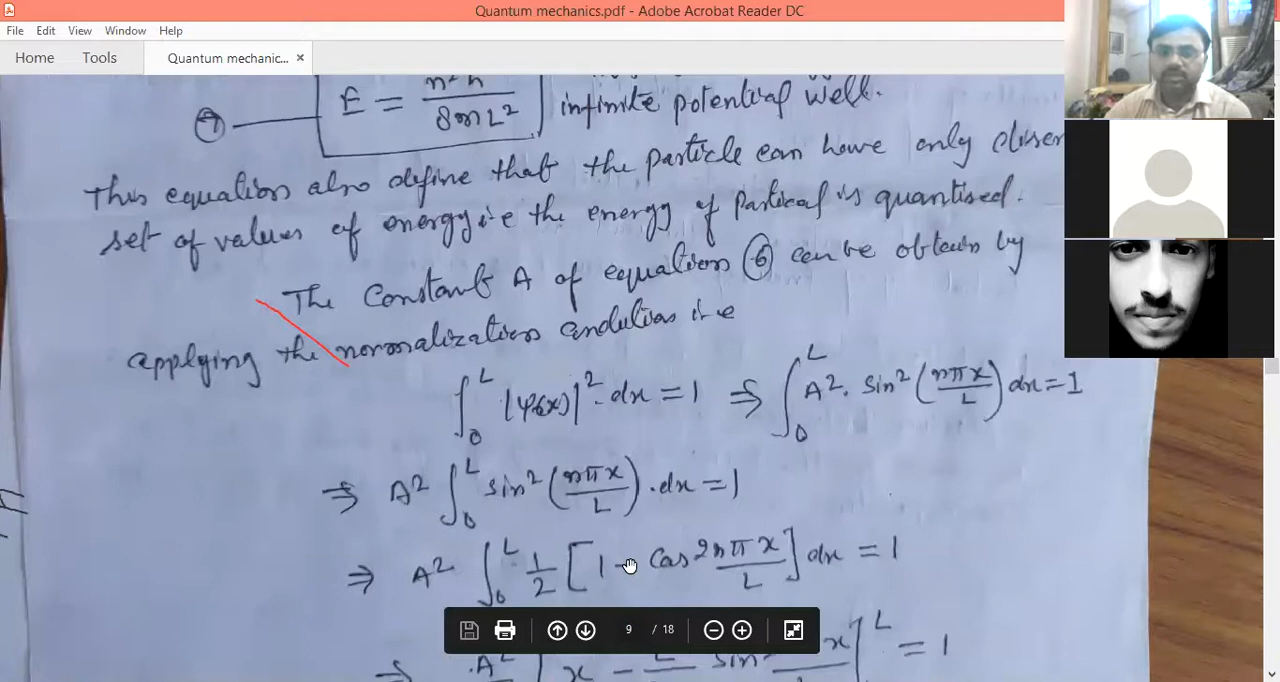 Quantum mechanics.pdf - Adobe Acrobat Reader DC
File Edit View Window Help
Home Tools Quantum mechanic... ×
E = n²h / 8mL² infinite potential well.
This equation also define that the particle can have only
set of values of energy i.e the energy of partical is quantised.
The Constant A of equation ⑥ can be obtain by
applying the normalization condition i.e
∫₀ᴸ |ψ(x)|² dx = 1 ⇒ ∫₀ᴸ A². sin² (nπx/L) dx = 1
⇒ A² ∫₀ᴸ sin² (nπx/L) . dx = 1
⇒ A² ∫₀ᴸ 1/2 [1 - Cos 2nπx/L] dx = 1
9 / 18